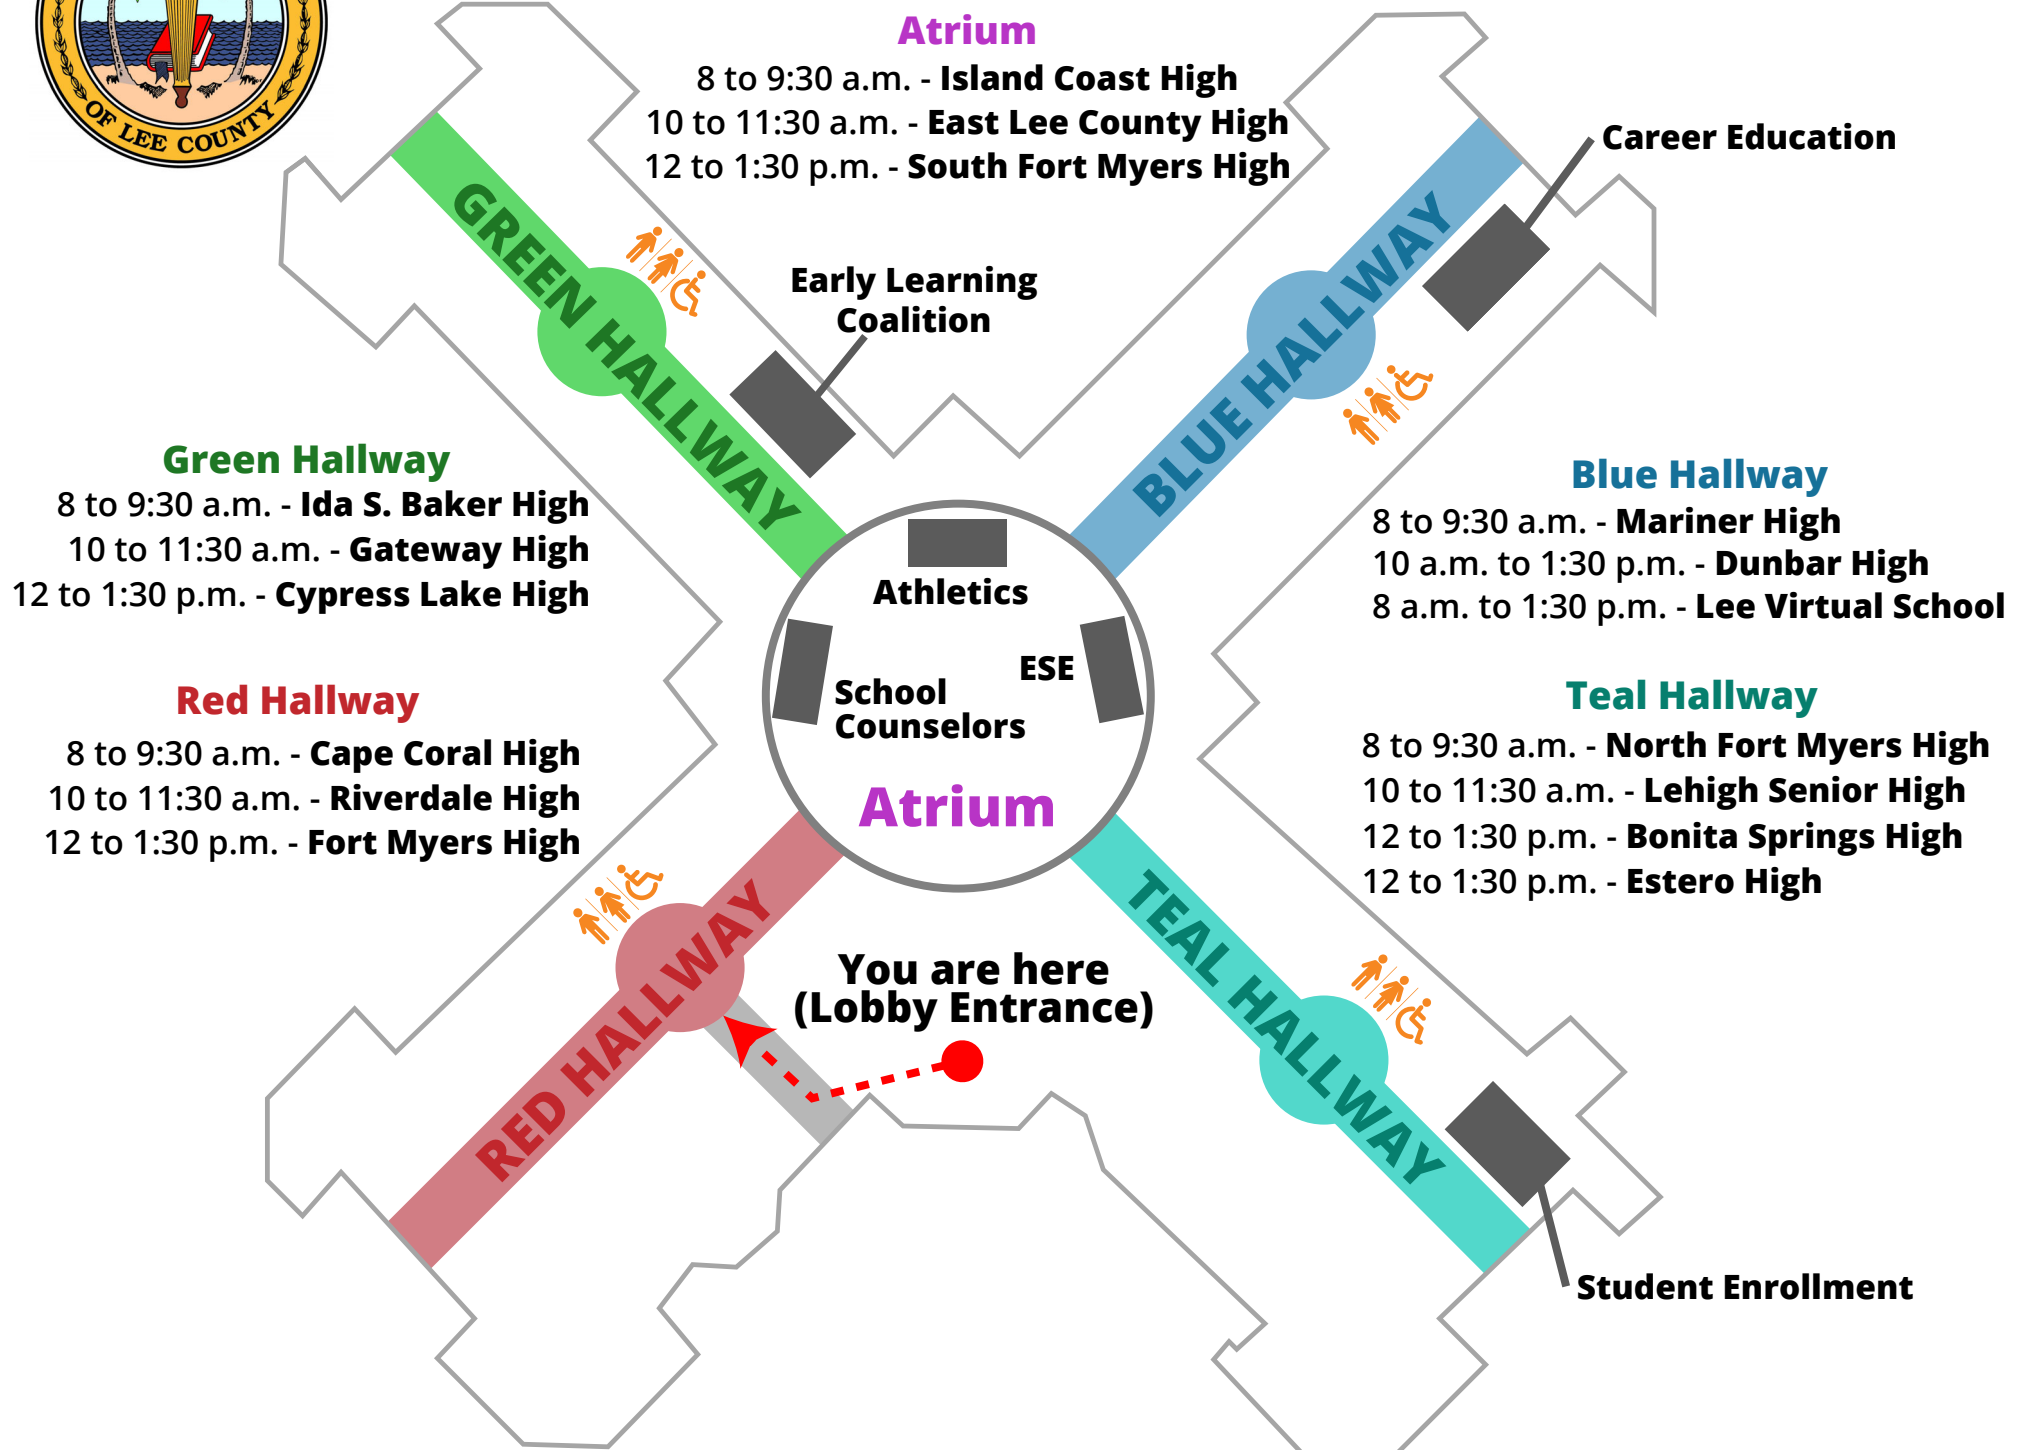 OF LEE COUNTY
Atrium
8 to 9:30 a.m. - Island Coast High
10 to 11:30 a.m. - East Lee County High
12 to 1:30 p.m. - South Fort Myers High
Career Education
GREEN HALLWAY
BLUE HALLWAY
Early Learning
Coalition
Green Hallway
8 to 9:30 a.m. - Ida S. Baker High
10 to 11:30 a.m. - Gateway High
12 to 1:30 p.m. - Cypress Lake High
Blue Hallway
8 to 9:30 a.m. - Mariner High
10 a.m. to 1:30 p.m. - Dunbar High
8 a.m. to 1:30 p.m. - Lee Virtual School
Athletics
ESE
School
Counselors
Atrium
Red Hallway
8 to 9:30 a.m. - Cape Coral High
10 to 11:30 a.m. - Riverdale High
12 to 1:30 p.m. - Fort Myers High
Teal Hallway
8 to 9:30 a.m. - North Fort Myers High
10 to 11:30 a.m. - Lehigh Senior High
12 to 1:30 p.m. - Bonita Springs High
12 to 1:30 p.m. - Estero High
RED HALLWAY
TEAL HALLWAY
You are here
(Lobby Entrance)
Student Enrollment